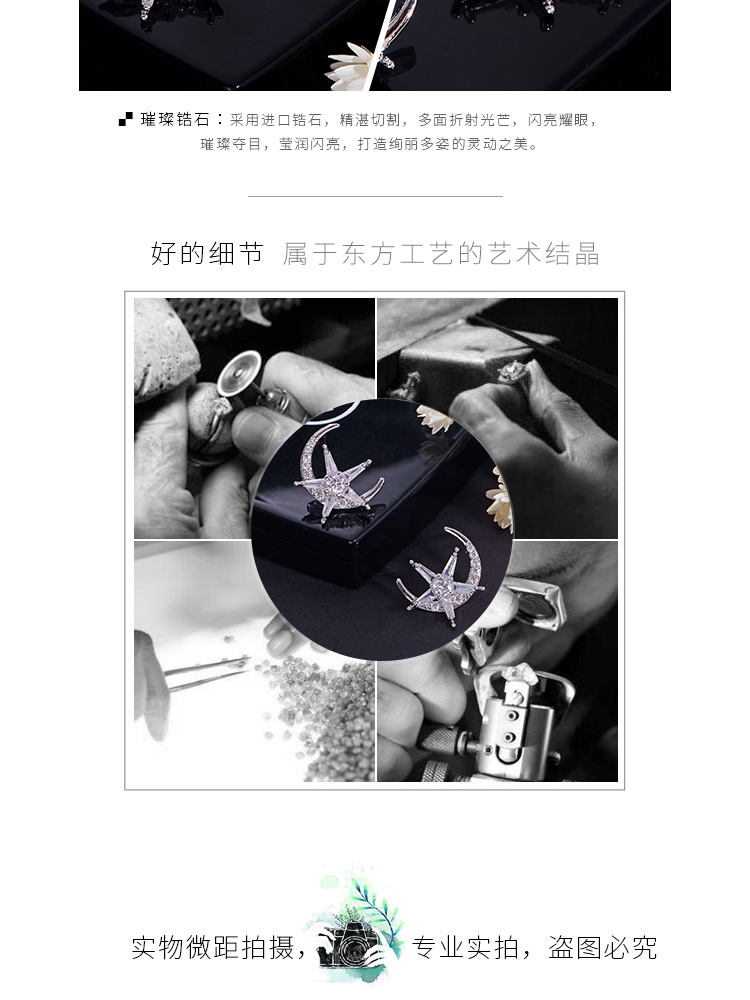 璀璨锆石：采用进口锆石，精湛切割，多面折射光芒，闪亮耀眼，
璀璨夺目，莹润闪亮，打造绚丽多姿的灵动之美。
好的细节 属于东方工艺的艺术结晶
实物微距拍摄， 专业实拍，盗图必究